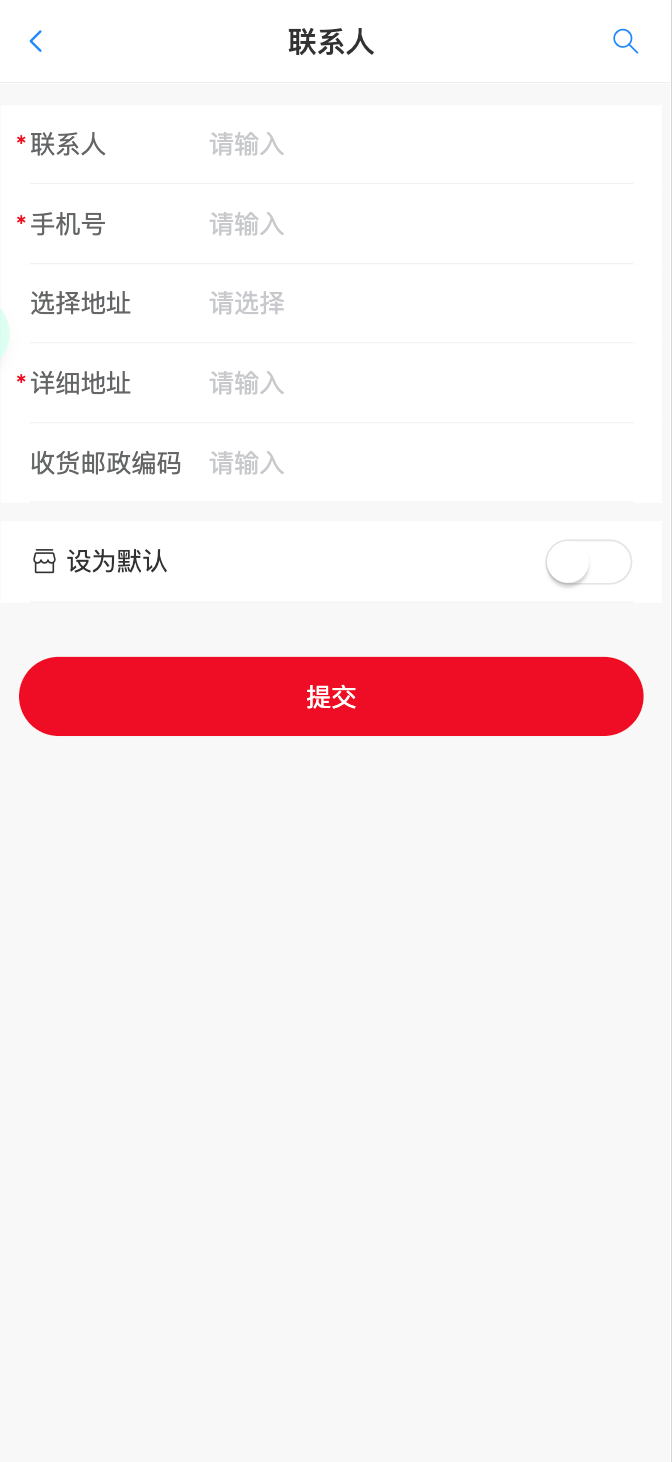 联系人
*联系人 请输入
*手机号 请输入
选择地址 请选择
*详细地址 请输入
收货邮政编码 请输入
设为默认
提交